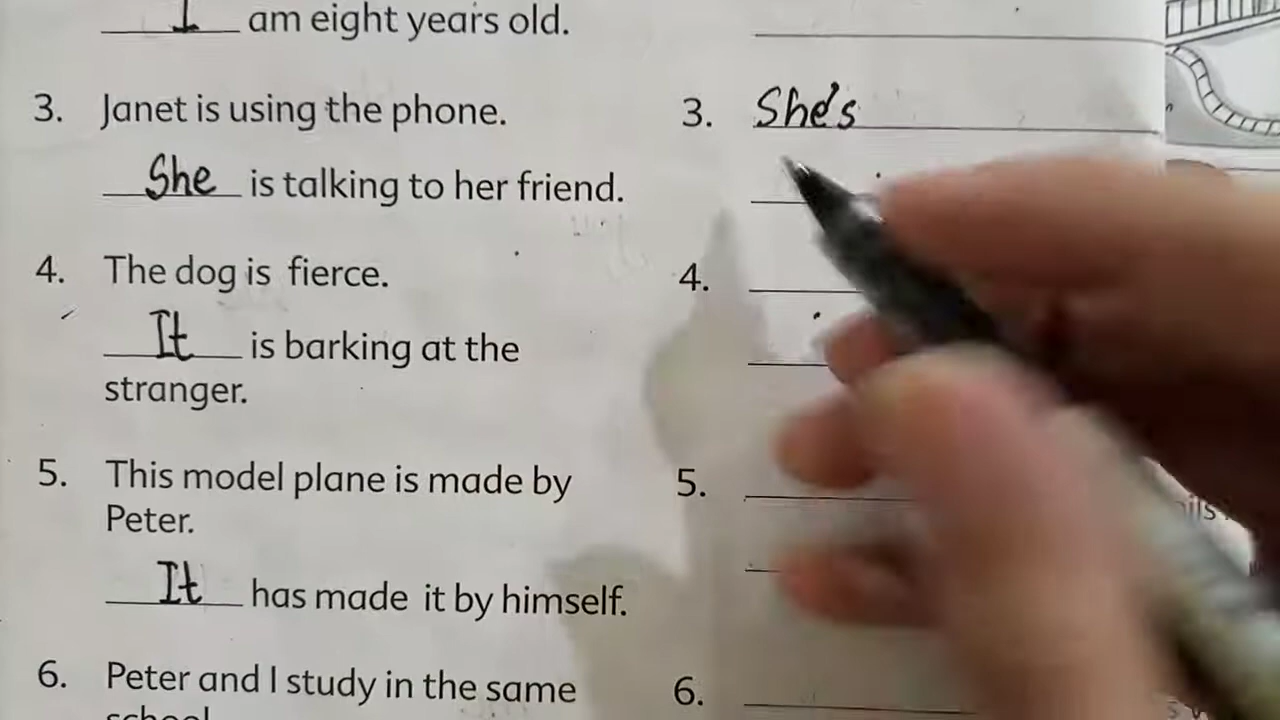 I am eight years old.
3. Janet is using the phone.
She is talking to her friend.
4. The dog is fierce.
It is barking at the
stranger.
5. This model plane is made by
Peter.
It has made it by himself.
6. Peter and I study in the same
school
3. She's
4.
5.
6.